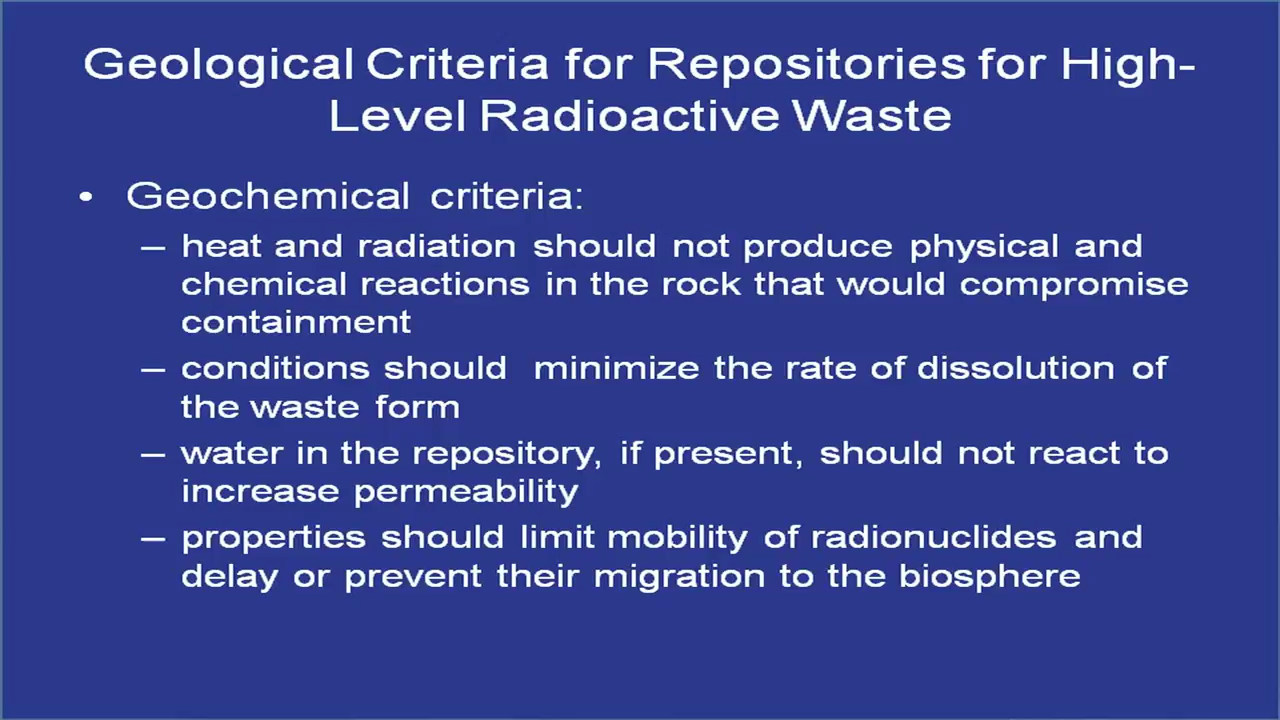 Geological Criteria for Repositories for High-
Level Radioactive Waste
• Geochemical criteria:
– heat and radiation should not produce physical and
chemical reactions in the rock that would compromise
containment
– conditions should minimize the rate of dissolution of
the waste form
– water in the repository, if present, should not react to
increase permeability
– properties should limit mobility of radionuclides and
delay or prevent their migration to the biosphere